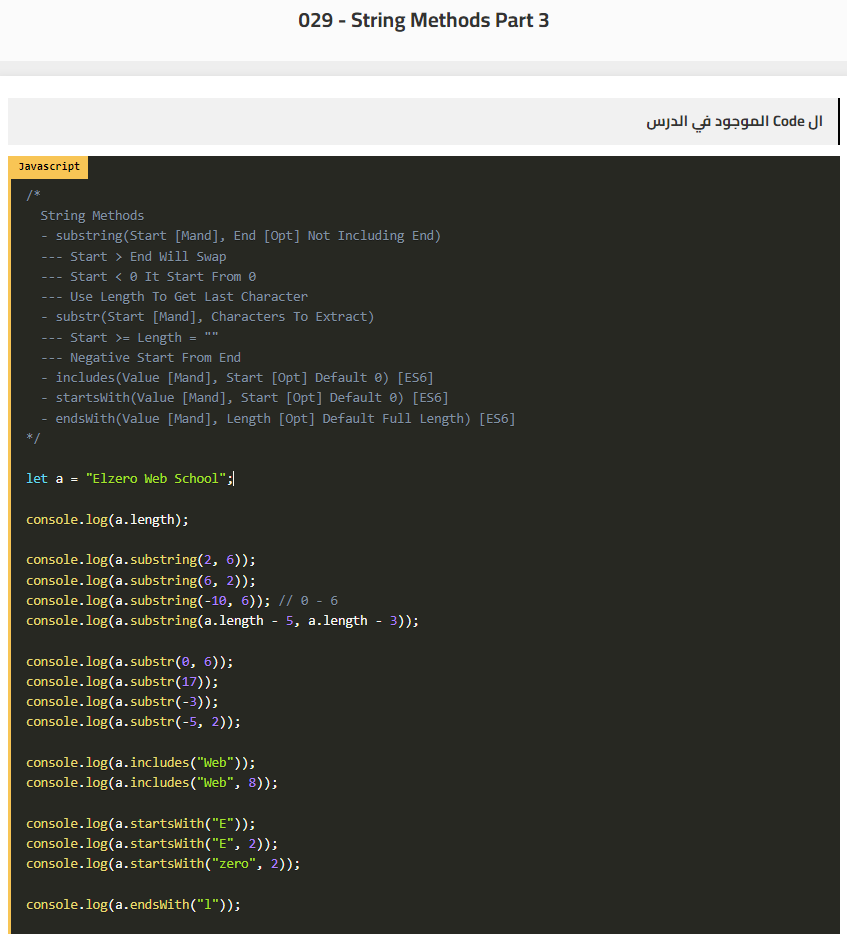 029 - String Methods Part 3
ال Code الموجود في الدرس
Javascript
/*
  String Methods
  - substring(Start [Mand], End [Opt] Not Including End)
  --- Start > End Will Swap
  --- Start < 0 It Start From 0
  --- Use Length To Get Last Character
  - substr(Start [Mand], Characters To Extract)
  --- Start >= Length = ""
  --- Negative Start From End
  - includes(Value [Mand], Start [Opt] Default 0) [ES6]
  - startsWith(Value [Mand], Start [Opt] Default 0) [ES6]
  - endsWith(Value [Mand], Length [Opt] Default Full Length) [ES6]
*/
let a = "Elzero Web School";
console.log(a.length);
console.log(a.substring(2, 6));
console.log(a.substring(6, 2));
console.log(a.substring(-10, 6)); // 0 - 6
console.log(a.substring(a.length - 5, a.length - 3));
console.log(a.substr(0, 6));
console.log(a.substr(17));
console.log(a.substr(-3));
console.log(a.substr(-5, 2));
console.log(a.includes("Web"));
console.log(a.includes("Web", 8));
console.log(a.startsWith("E"));
console.log(a.startsWith("E", 2));
console.log(a.startsWith("zero", 2));
console.log(a.endsWith("l"));